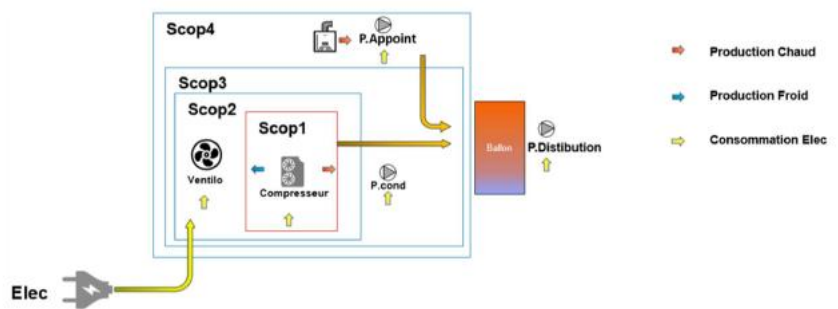 Scop4
P.Appoint
Scop3
Scop2
Scop1
Ventilo
Compresseur
P.cond
Ballon
P.Distibution
Elec
Production Chaud
Production Froid
Consommation Elec